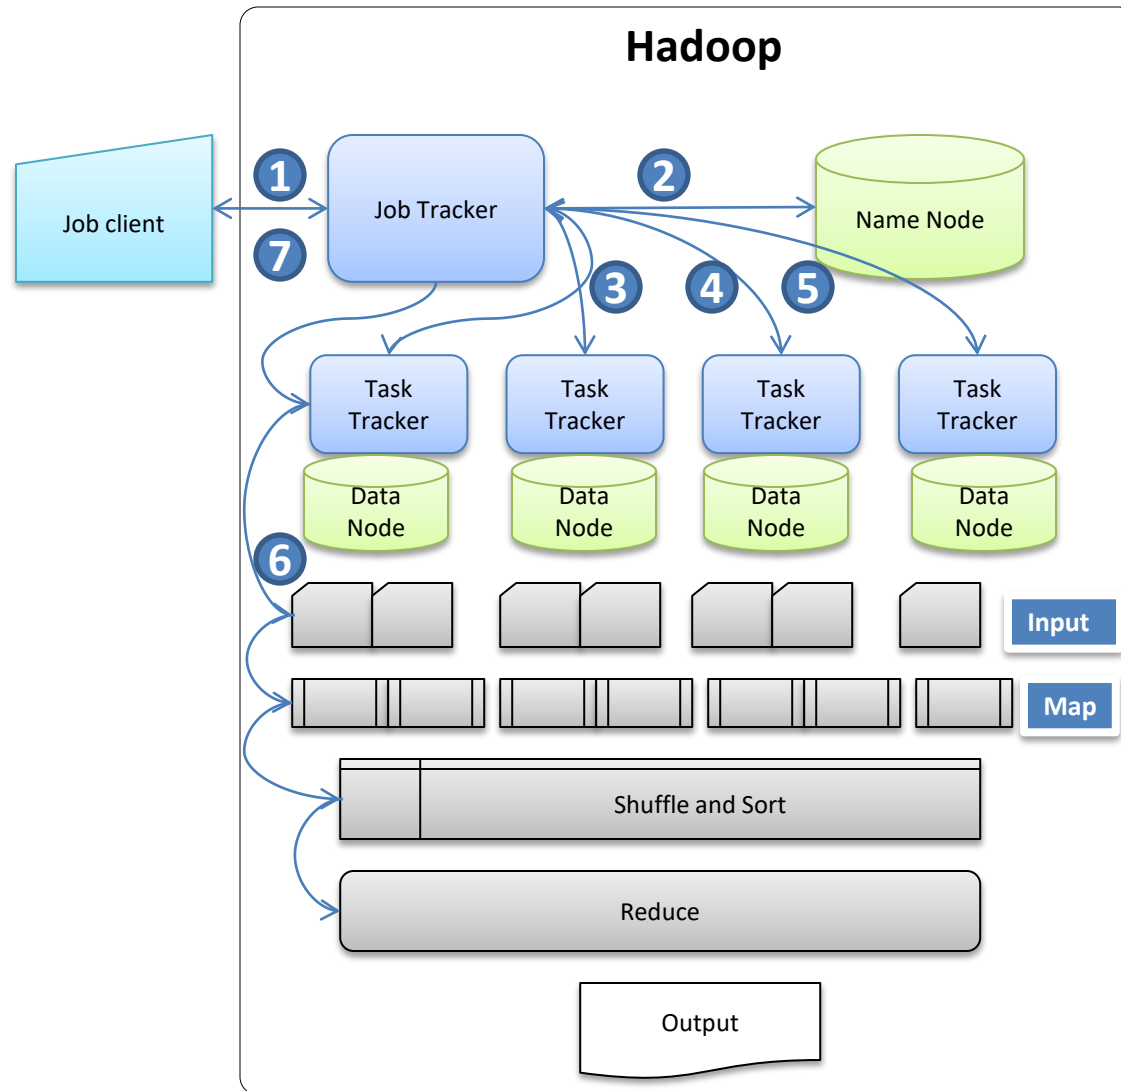 Hadoop
1
2
Job client
Job Tracker
Name Node
7
3
4
5
Task
Tracker
Task
Tracker
Task
Tracker
Task
Tracker
Data
Node
Data
Node
Data
Node
Data
Node
6
Input
Map
Shuffle and Sort
Reduce
Output